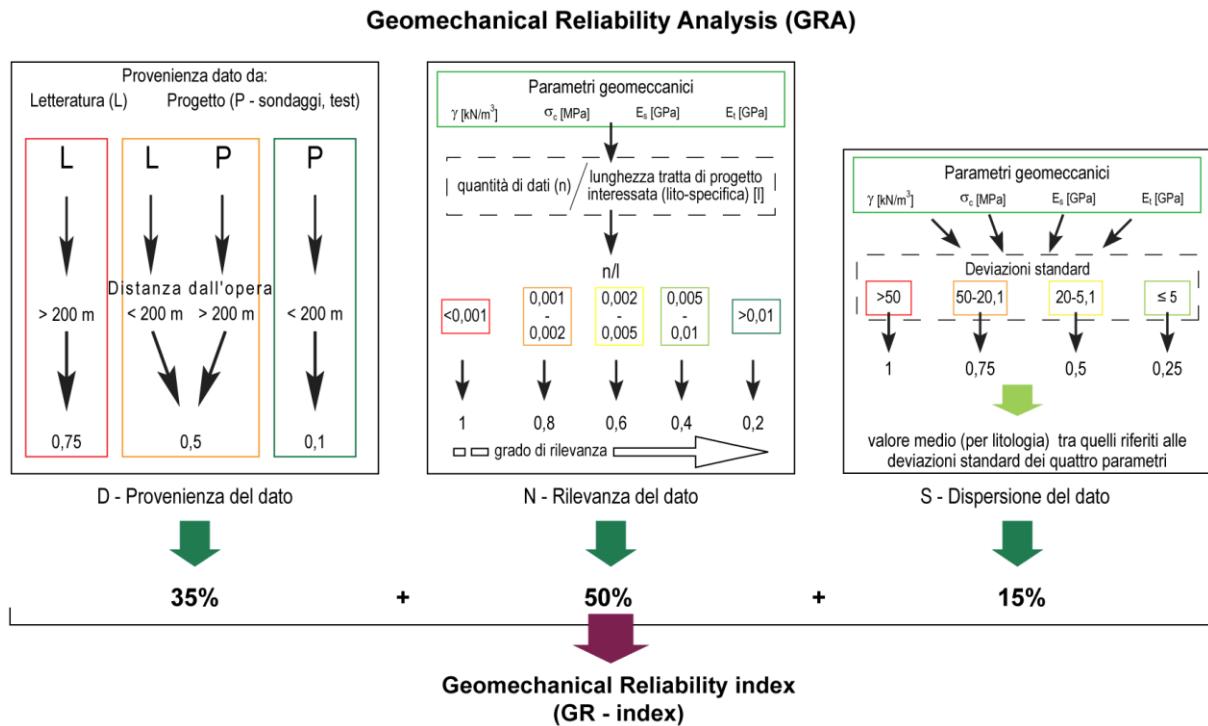 Geomechanical Reliability Analysis (GRA)
Provenienza dato da:
Letteratura (L) Progetto (P - sondaggi, test)
L L P P
Distanza dall'opera
> 200 m < 200 m > 200 m < 200 m
0,75 0,5 0,1
D - Provenienza del dato
Parametri geomeccanici
γ [kN/m³] σc [MPa] Es [GPa] Et [GPa]
quantità di dati (n) / lunghezza tratta di progetto
interessata (lito-specifica) [l]
n/l
<0,001 0,001 - 0,002 0,002 - 0,005 0,005 - 0,01 >0,01
1 0,8 0,6 0,4 0,2
grado di rilevanza
N - Rilevanza del dato
Parametri geomeccanici
γ [kN/m³] σc [MPa] Es [GPa] Et [GPa]
Deviazioni standard
>50 50-20,1 20-5,1 ≤ 5
1 0,75 0,5 0,25
valore medio (per litologia) tra quelli riferiti alle
deviazioni standard dei quattro parametri
S - Dispersione del dato
35% + 50% + 15%
Geomechanical Reliability index
(GR - index)